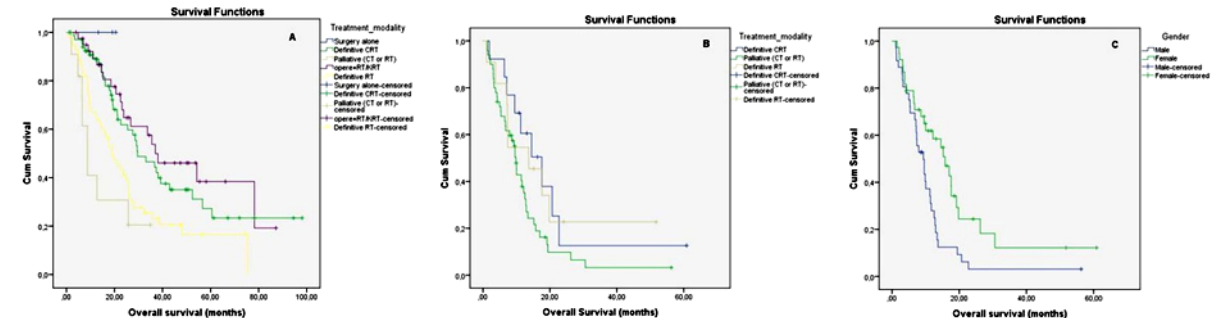 Survival Functions
A
Treatment_modality
Surgery alone
Definitive CRT
Palliative (CT or RT)
opere+RT/KRT
Definitive RT
Surgery alone-censored
Definitive CRT-censored
Palliative (CT or RT)-
censored
opere+RT/KRT-censored
Definitive RT-censored
Cum Survival
1,0
0,8
0,6
0,4
0,2
0,0
,00
20,00
40,00
60,00
80,00
100,00
Overall survival (months)
Survival Functions
B
Treatment_modality
Definitive CRT
Palliative (CT or RT)
Definitive RT
Definitive CRT-censored
Palliative (CT or RT)-
censored
Definitive RT-censored
Cum Survival
1,0
0,8
0,6
0,4
0,2
0,0
,00
20,00
40,00
60,00
Overall Survival (months)
Survival Functions
C
Gender
Male
Female
Male-censored
Female-censored
Cum Survival
1,0
0,8
0,6
0,4
0,2
0,0
,00
20,00
40,00
60,00
Overall survival (months)